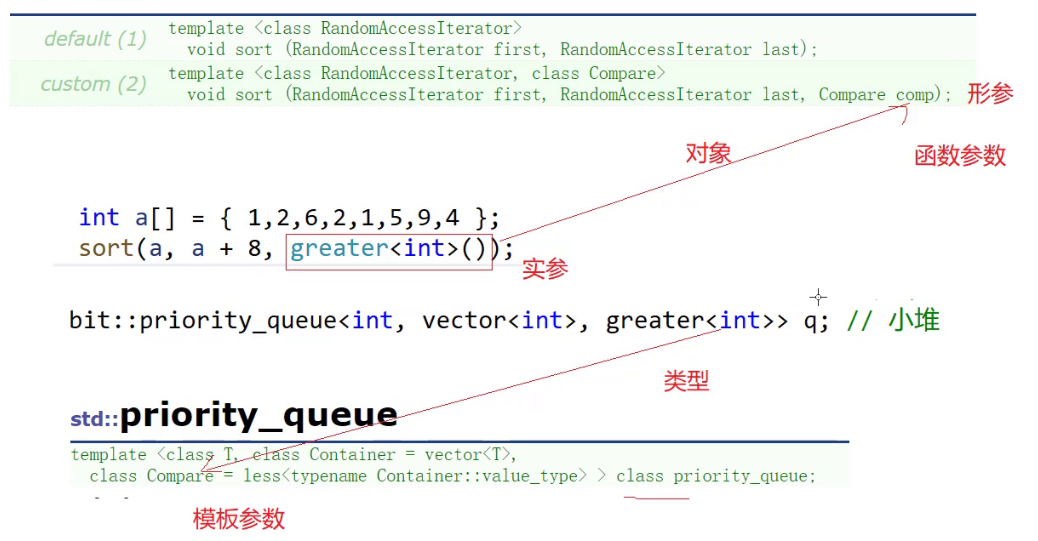 default (1)
template <class RandomAccessIterator>
void sort (RandomAccessIterator first, RandomAccessIterator last);
custom (2)
template <class RandomAccessIterator, class Compare>
void sort (RandomAccessIterator first, RandomAccessIterator last, Compare comp);
形参
对象
函数参数
int a[] = { 1,2,6,2,1,5,9,4 };
sort(a, a + 8, greater<int>());
实参
bit::priority_queue<int, vector<int>, greater<int>> q; // 小堆
类型
std::priority_queue
template <class T, class Container = vector<T>,
class Compare = less<typename Container::value_type> > class priority_queue;
模板参数